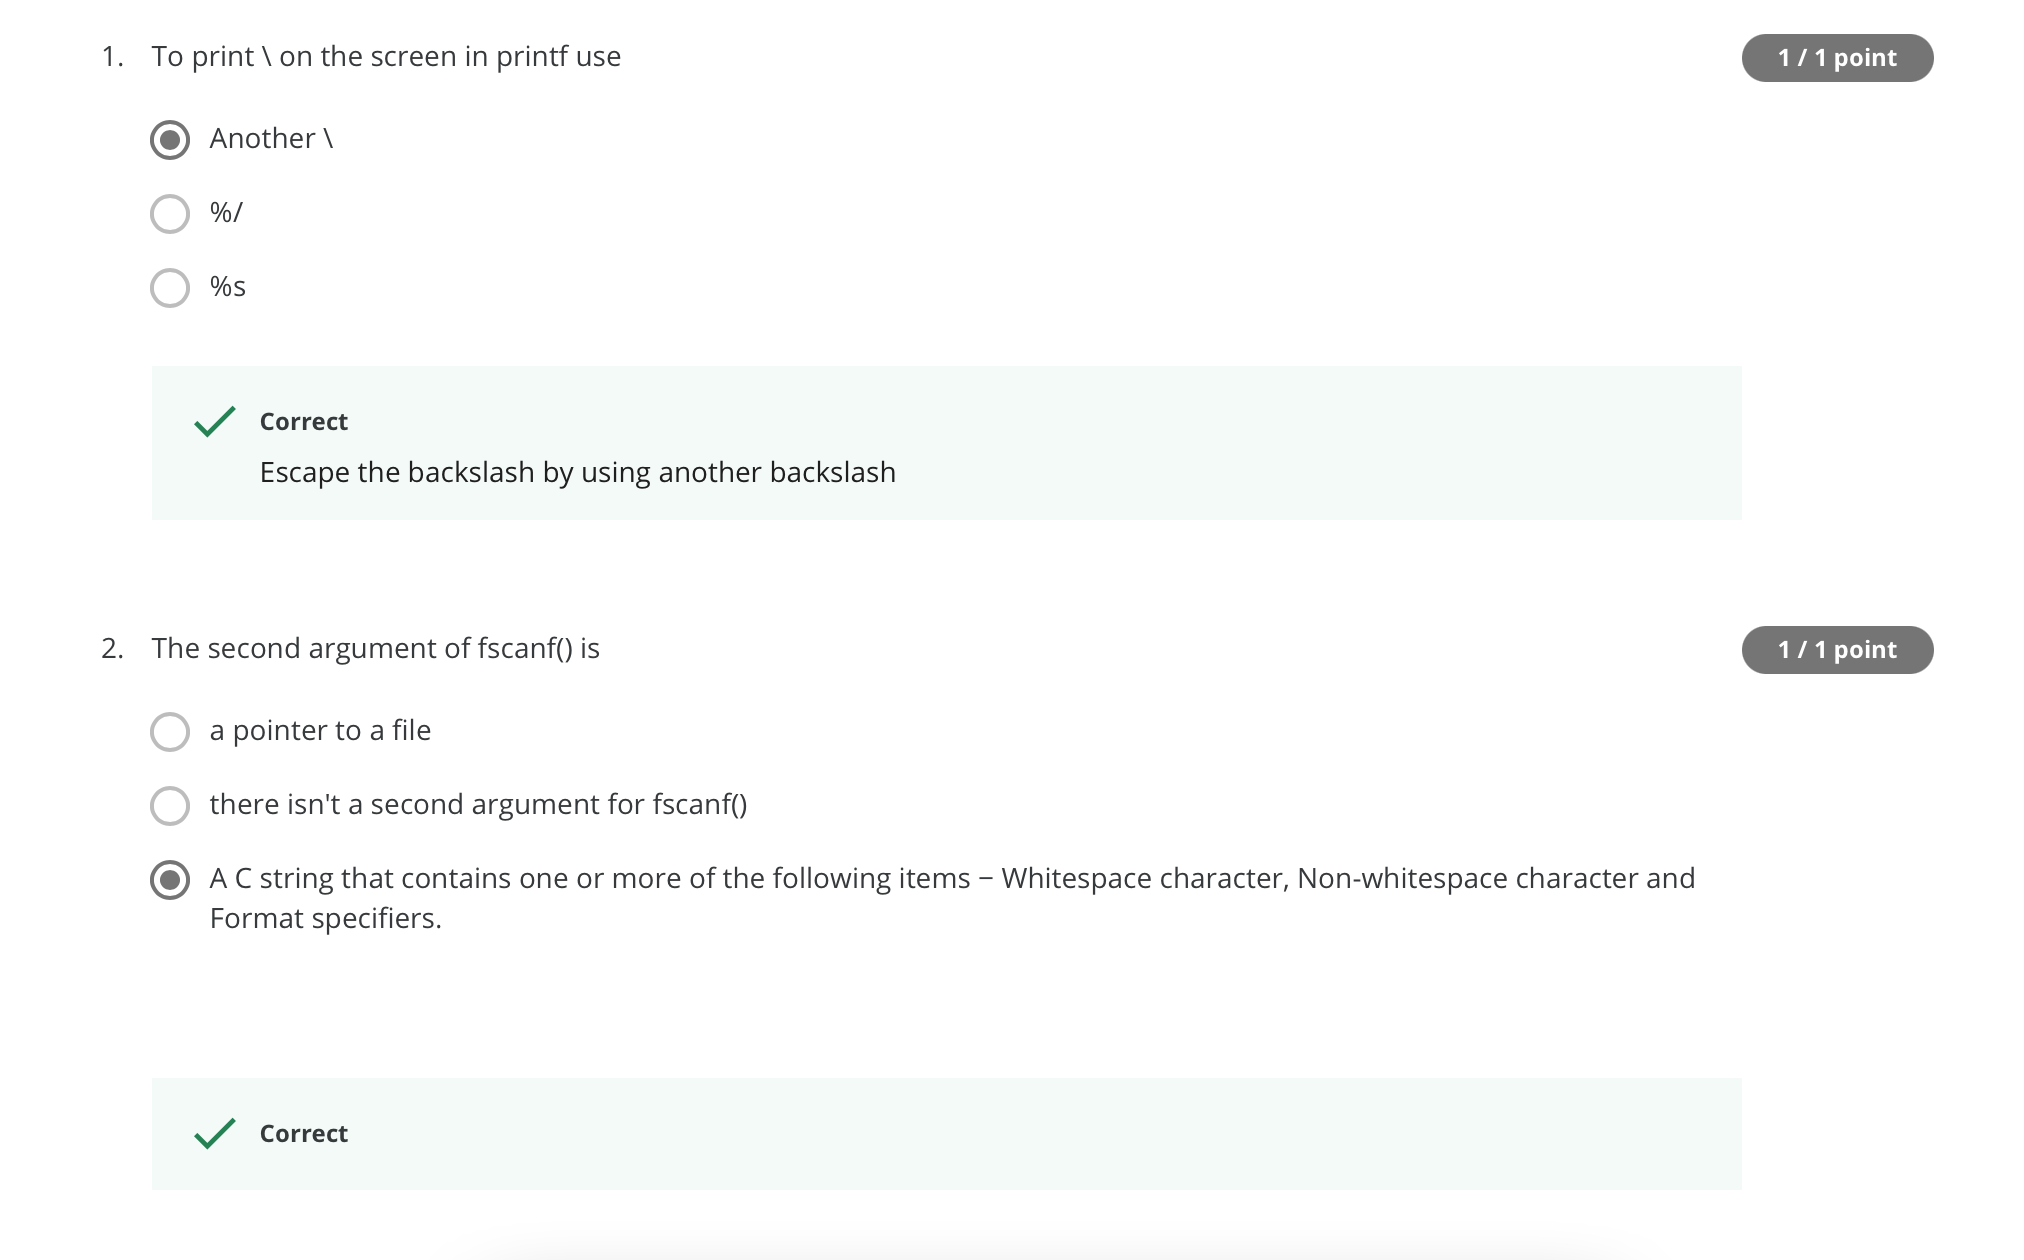 1. To print \ on the screen in printf use
1 / 1 point
Another \
%/
%s
Correct
Escape the backslash by using another backslash
2. The second argument of fscanf() is
1 / 1 point
a pointer to a file
there isn't a second argument for fscanf()
A C string that contains one or more of the following items − Whitespace character, Non-whitespace character and
Format specifiers.
Correct